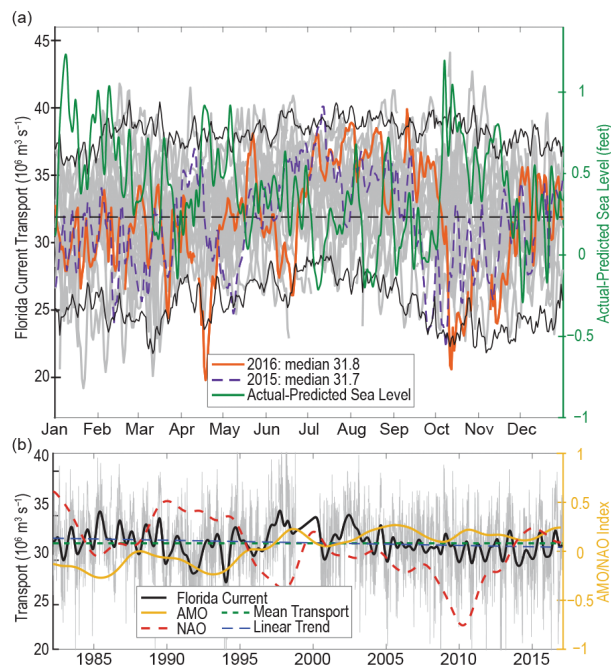 (a)
45
40
35
30
25
20
Florida Current Transport (10⁶ m³ s⁻¹)
1
0.5
0
−0.5
−1
Actual-Predicted Sea Level (feet)
2016: median 31.8
2015: median 31.7
Actual-Predicted Sea Level
Jan Feb Mar Apr May Jun Jul Aug Sep Oct Nov Dec
(b)
40
35
30
25
20
Transport (10⁶ m³ s⁻¹)
1
0.5
0
−0.5
−1
AMO/NAO Index
Florida Current
AMO Mean Transport
NAO Linear Trend
1985 1990 1995 2000 2005 2010 2015